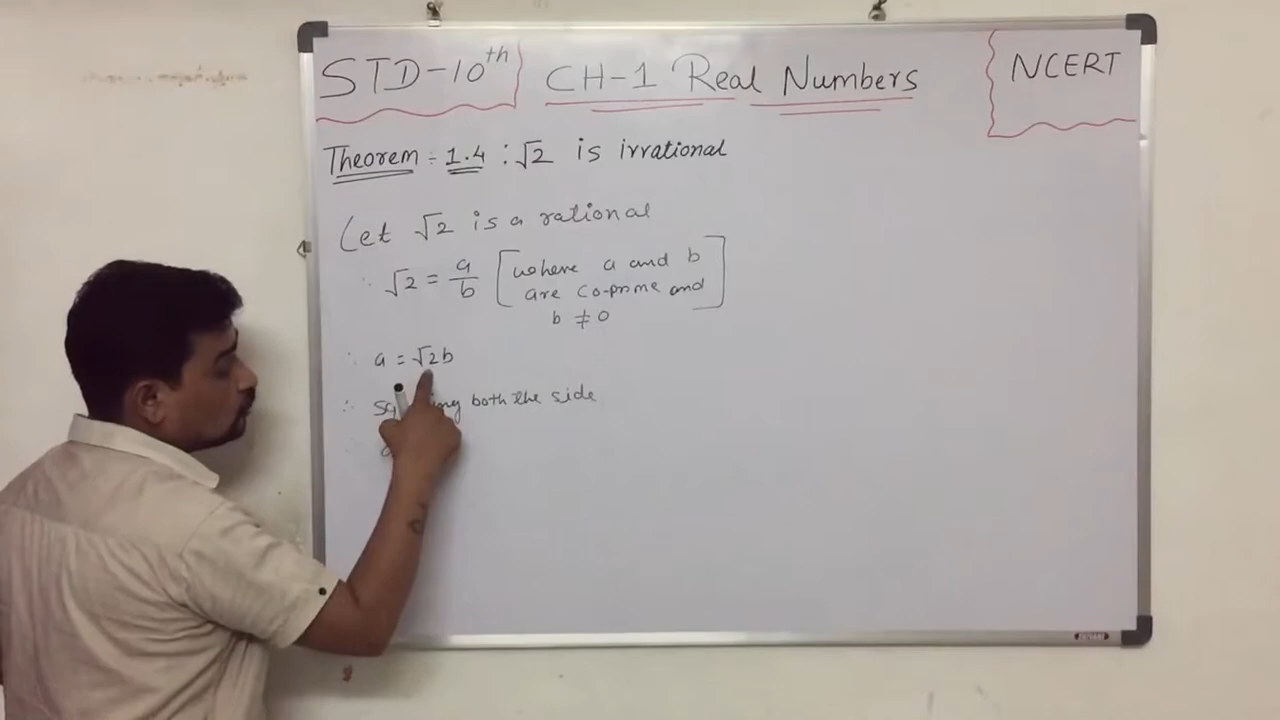 STD-10th CH-1 Real Numbers NCERT
Theorem ÷ 1.4 : √2 is irrational
Let √2 is a rational
∴ √2 = a/b [where a and b
are co-prime and]
b ≠ 0
∴ a = √2b
∴ both the side